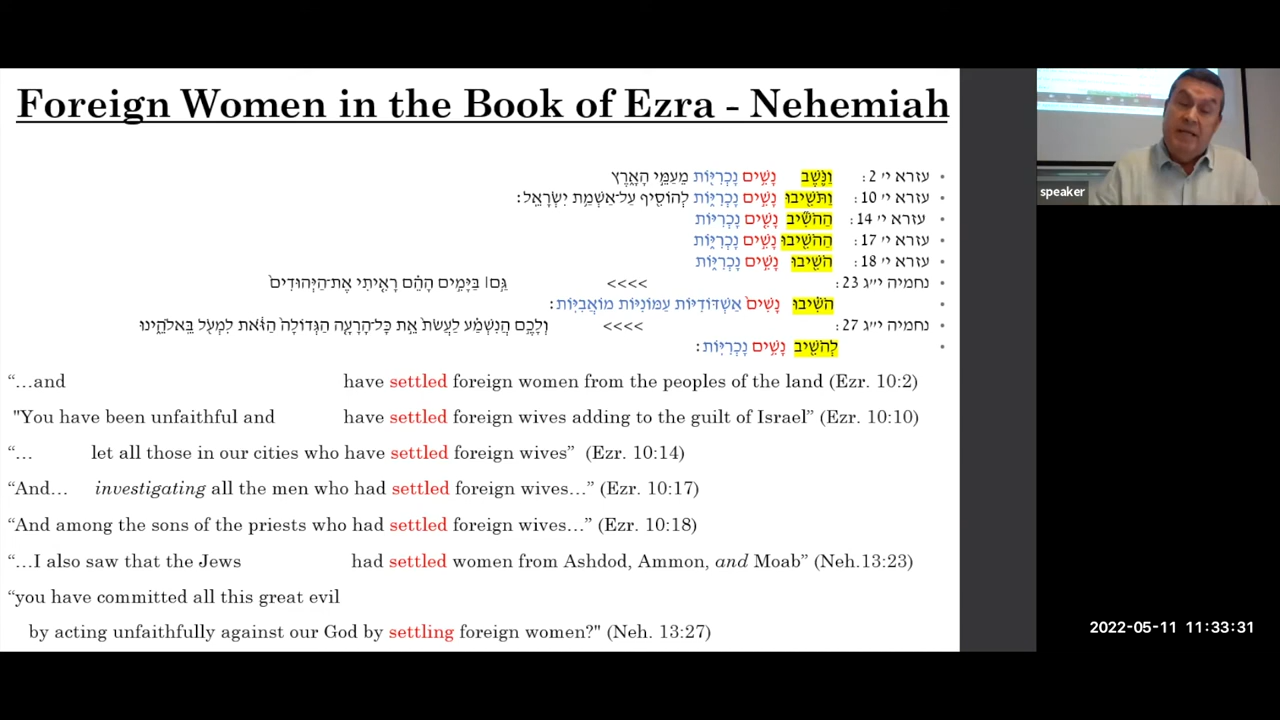 Foreign Women in the Book of Ezra - Nehemiah
עזרא י׳ 2: וַנֹּ֛שֶׁב נָשִׁ֥ים נָכְרִיּ֖וֹת מֵעַמֵּ֣י הָאָ֑רֶץ
עזרא י׳ 10: וַתֹּשִׁ֖יבוּ נָשִׁ֣ים נָכְרִיּ֑וֹת לְהוֹסִ֖יף עַל־אַשְׁמַ֥ת יִשְׂרָאֵֽל׃
עזרא י׳ 14: הַהֹשִׁ֞יב נָשִׁ֤ים נָכְרִיּוֹת֙
עזרא י׳ 17: הַהֹשִׁ֖יבוּ נָשִׁ֣ים נָכְרִיּ֑וֹת
עזרא י׳ 18: הֹשִׁ֖יבוּ נָשִׁ֣ים נָכְרִיּ֑וֹת
נחמיה י״ג 23: <<<< גַּ֣ם׀ בַּיָּמִ֣ים הָהֵ֗ם רָאִ֤יתִי אֶת־הַיְּהוּדִים֙
הֹשִׁ֗יבוּ נָשִׁים֙ אַשְׁדּוֹדִיּ֔וֹת עַמּוֹנִיּ֖וֹת מוֹאֲבִיּֽוֹת׃
נחמיה י״ג 27: <<<< וְלָכֶ֣ם הֲנִשְׁמַ֗ע לַעֲשֹׂת֙ אֵ֣ת כָּל־הָרָעָ֤ה הַגְּדוֹלָה֙ הַזֹּ֔את לִמְעֹ֖ל בֵּֽאלֹהֵ֑ינוּ
לְהֹשִׁ֖יב נָשִׁ֥ים נָכְרִיּֽוֹת׃
“…and have settled foreign women from the peoples of the land (Ezr. 10:2)
"You have been unfaithful and have settled foreign wives adding to the guilt of Israel” (Ezr. 10:10)
“… let all those in our cities who have settled foreign wives” (Ezr. 10:14)
“And… investigating all the men who had settled foreign wives…” (Ezr. 10:17)
“And among the sons of the priests who had settled foreign wives…” (Ezr. 10:18)
“…I also saw that the Jews had settled women from Ashdod, Ammon, and Moab” (Neh.13:23)
“you have committed all this great evil
by acting unfaithfully against our God by settling foreign women?" (Neh. 13:27)
speaker
2022-05-11 11:33:31